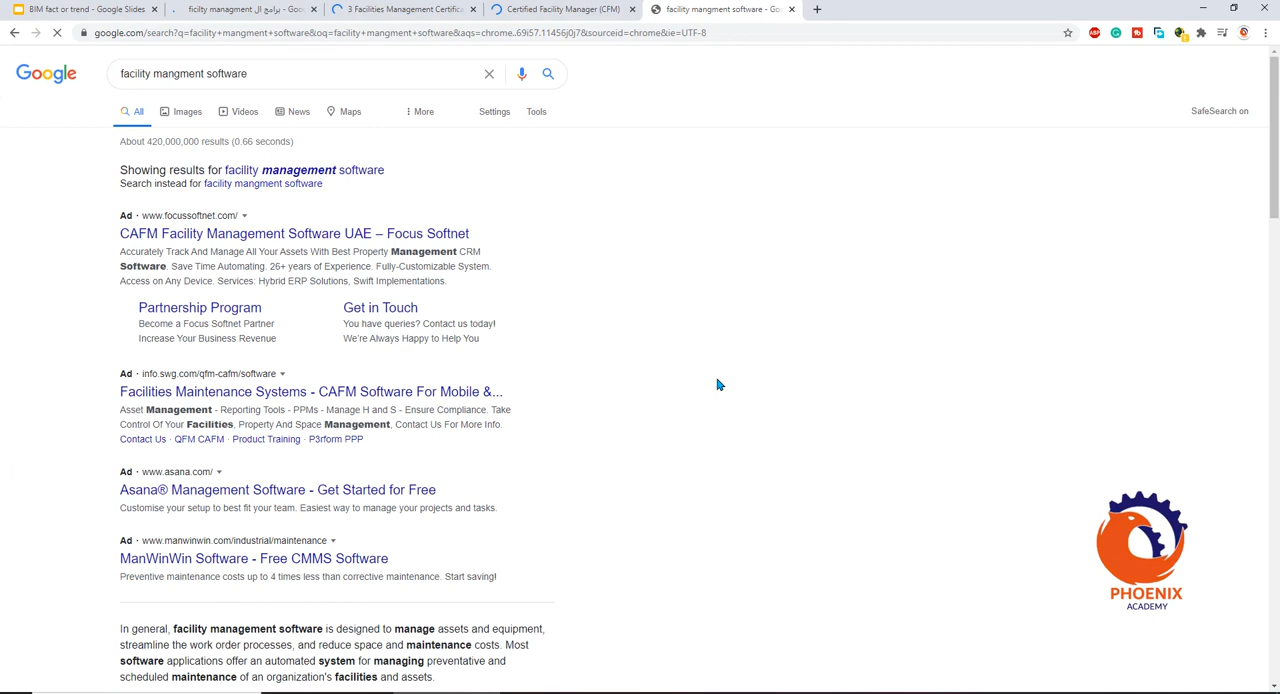 BIM fact or trend - Google Slides
ficilty managment برامج ال - Goo
3 Facilities Management Certifica
Certified Facility Manager (CFM)
facility mangment software - Goo
google.com/search?q=facility+mangment+software&oq=facility+mangment+software&aqs=chrome..69i57.11456j0j7&sourceid=chrome&ie=UTF-8
Google
facility mangment software
All Images Videos News Maps More Settings Tools
SafeSearch on
About 420,000,000 results (0.66 seconds)
Showing results for facility management software
Search instead for facility mangment software
Ad · www.focussoftnet.com/
CAFM Facility Management Software UAE – Focus Softnet
Accurately Track And Manage All Your Assets With Best Property Management CRM
Software. Save Time Automating. 26+ years of Experience. Fully-Customizable System.
Access on Any Device. Services: Hybrid ERP Solutions, Swift Implementations.
Partnership Program
Become a Focus Softnet Partner
Increase Your Business Revenue
Get in Touch
You have queries? Contact us today!
We're Always Happy to Help You
Ad · info.swg.com/qfm-cafm/software
Facilities Maintenance Systems - CAFM Software For Mobile &...
Asset Management - Reporting Tools - PPMs - Manage H and S - Ensure Compliance. Take
Control Of Your Facilities, Property And Space Management, Contact Us For More Info.
Contact Us · QFM CAFM · Product Training · P3rform PPP
Ad · www.asana.com/
Asana® Management Software - Get Started for Free
Customise your setup to best fit your team. Easiest way to manage your projects and tasks.
Ad · www.manwinwin.com/industrial/maintenance
ManWinWin Software - Free CMMS Software
Preventive maintenance costs up to 4 times less than corrective maintenance. Start saving!
In general, facility management software is designed to manage assets and equipment,
streamline the work order processes, and reduce space and maintenance costs. Most
software applications offer an automated system for managing preventative and
scheduled maintenance of an organization's facilities and assets.
PHOENIX
ACADEMY